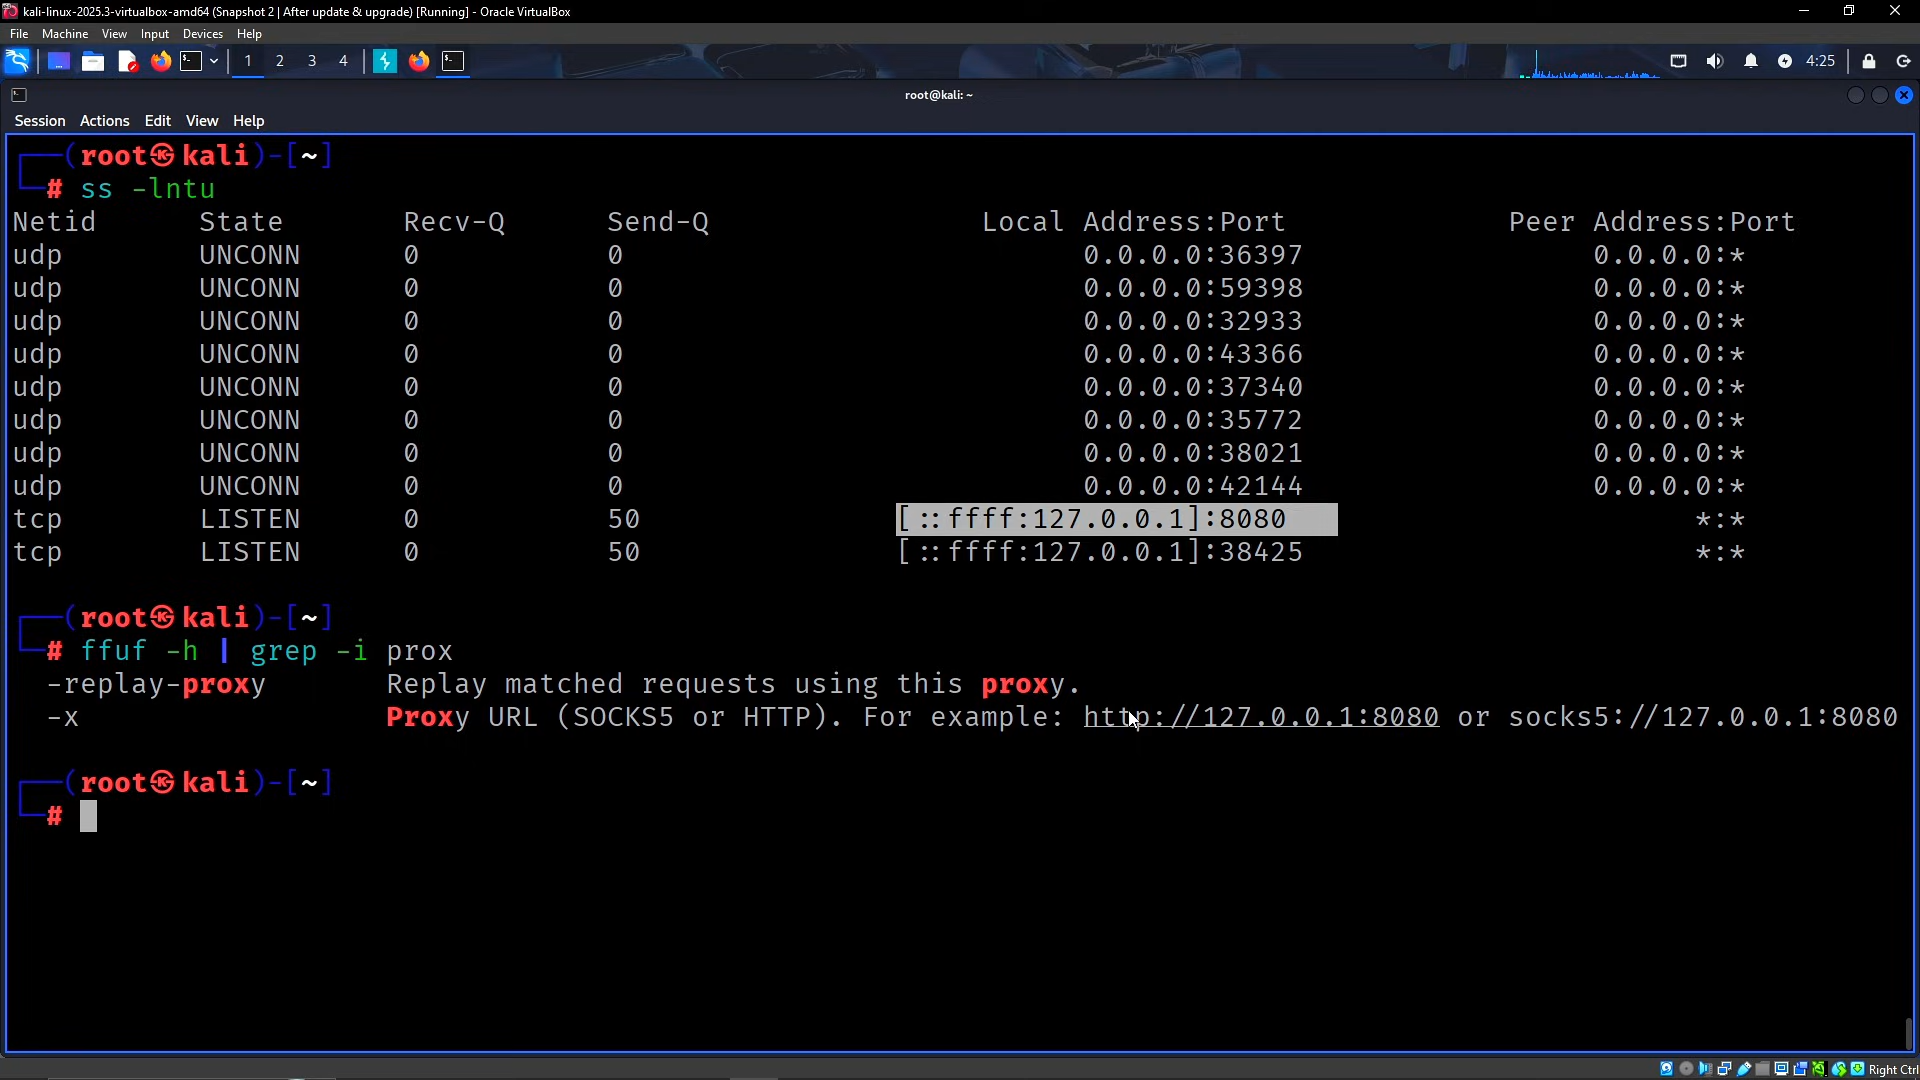 kali-linux-2025.3-virtualbox-amd64 (Snapshot 2 | After update & upgrade) [Running] - Oracle VirtualBox
File Machine View Input Devices Help
1 2 3 4 4:25
root@kali: ~
Session Actions Edit View Help
┌──(root㉿kali)-[~]
└─# ss -lntu
Netid State Recv-Q Send-Q Local Address:Port Peer Address:Port
udp UNCONN 0 0 0.0.0.0:36397 0.0.0.0:*
udp UNCONN 0 0 0.0.0.0:59398 0.0.0.0:*
udp UNCONN 0 0 0.0.0.0:32933 0.0.0.0:*
udp UNCONN 0 0 0.0.0.0:43366 0.0.0.0:*
udp UNCONN 0 0 0.0.0.0:37340 0.0.0.0:*
udp UNCONN 0 0 0.0.0.0:35772 0.0.0.0:*
udp UNCONN 0 0 0.0.0.0:38021 0.0.0.0:*
udp UNCONN 0 0 0.0.0.0:42144 0.0.0.0:*
tcp LISTEN 0 50 [::ffff:127.0.0.1]:8080 *:*
tcp LISTEN 0 50 [::ffff:127.0.0.1]:38425 *:*
┌──(root㉿kali)-[~]
└─# ffuf -h | grep -i prox
-replay-proxy Replay matched requests using this proxy.
-x Proxy URL (SOCKS5 or HTTP). For example: http://127.0.0.1:8080 or socks5://127.0.0.1:8080
┌──(root㉿kali)-[~]
└─#
Right Ctrl